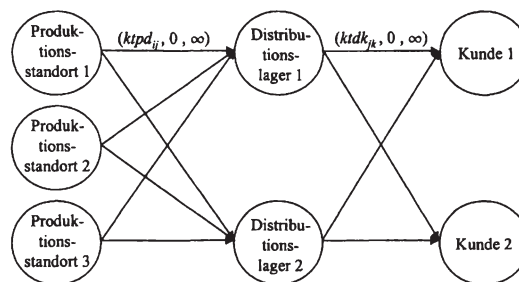 Produk-
tions-
standort 1
(ktpd_ij, 0, ∞)
Distribu-
tions-
lager 1
(ktdk_jk, 0, ∞)
Kunde 1
Produk-
tions-
standort 2
Produk-
tions-
standort 3
Distribu-
tions-
lager 2
Kunde 2